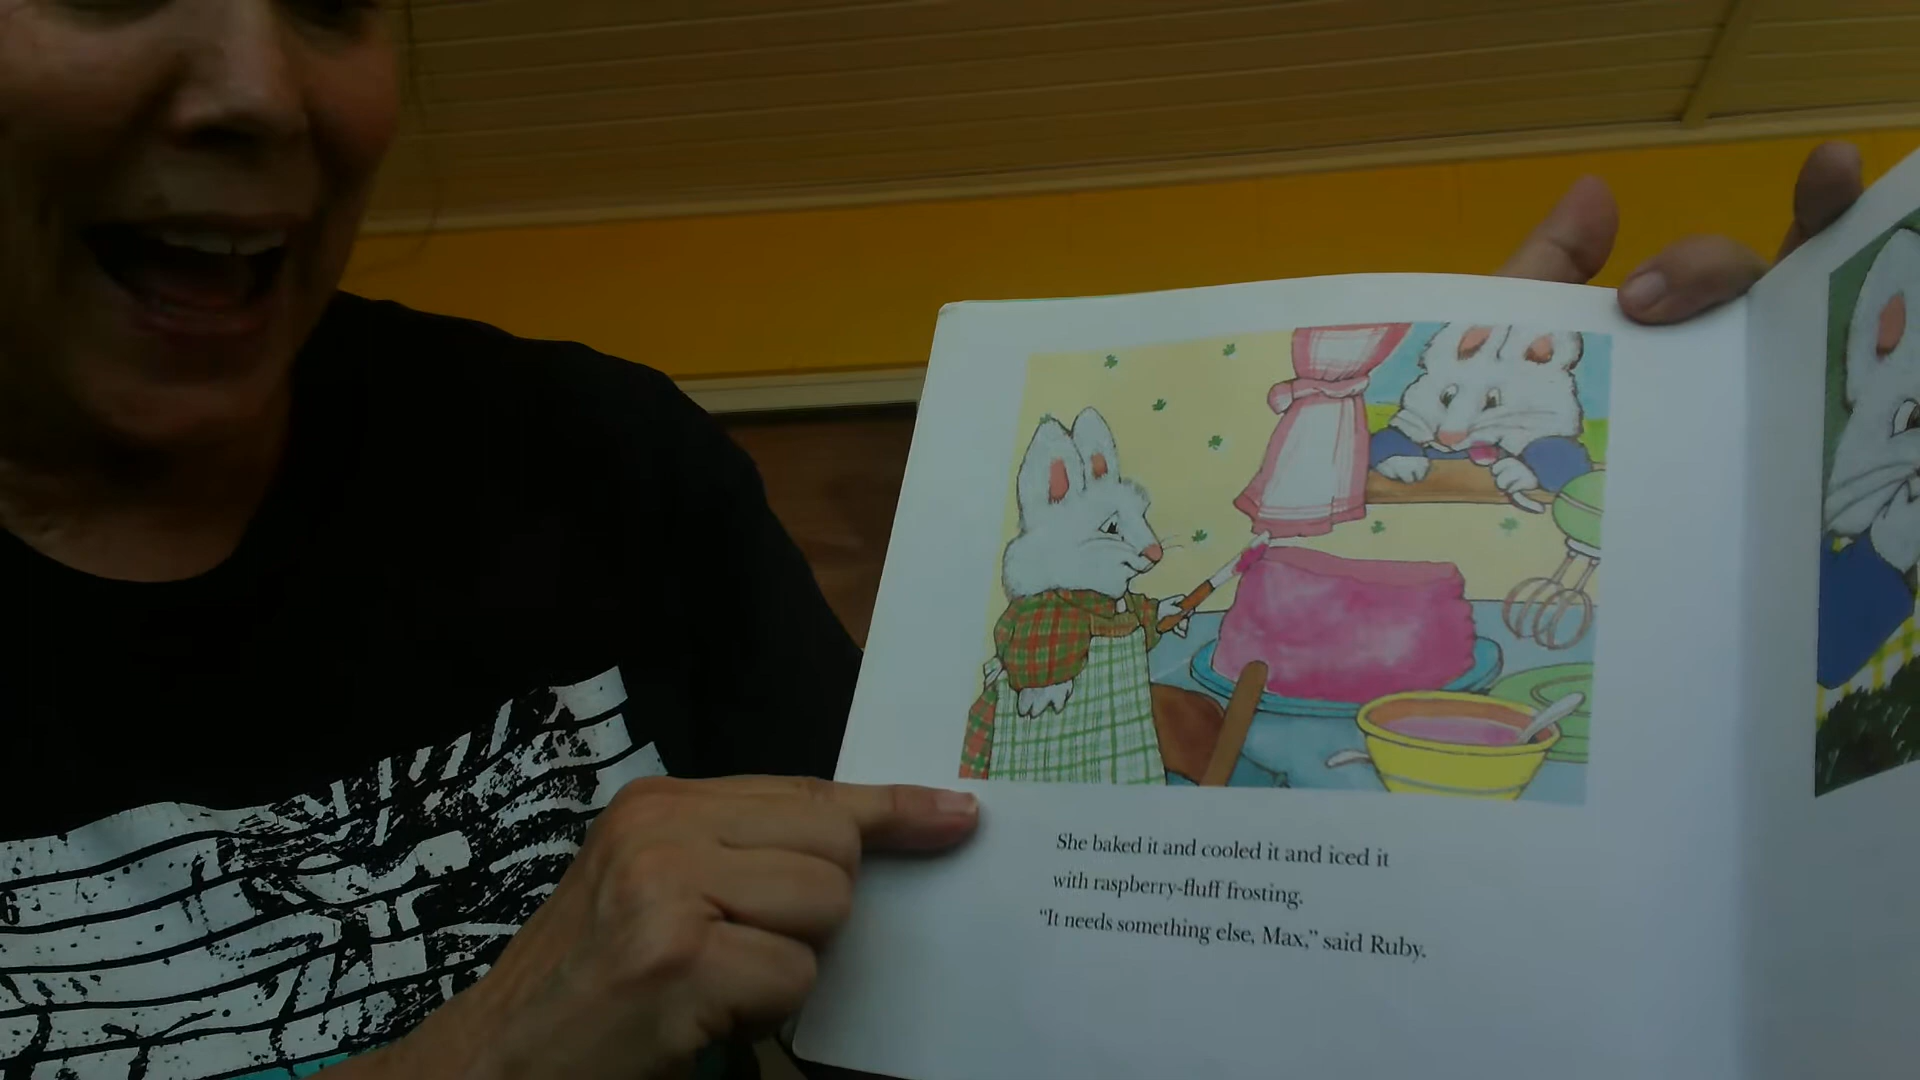 She baked it and cooled it and iced it
with raspberry-fluff frosting.
“It needs something else, Max,” said Ruby.
6